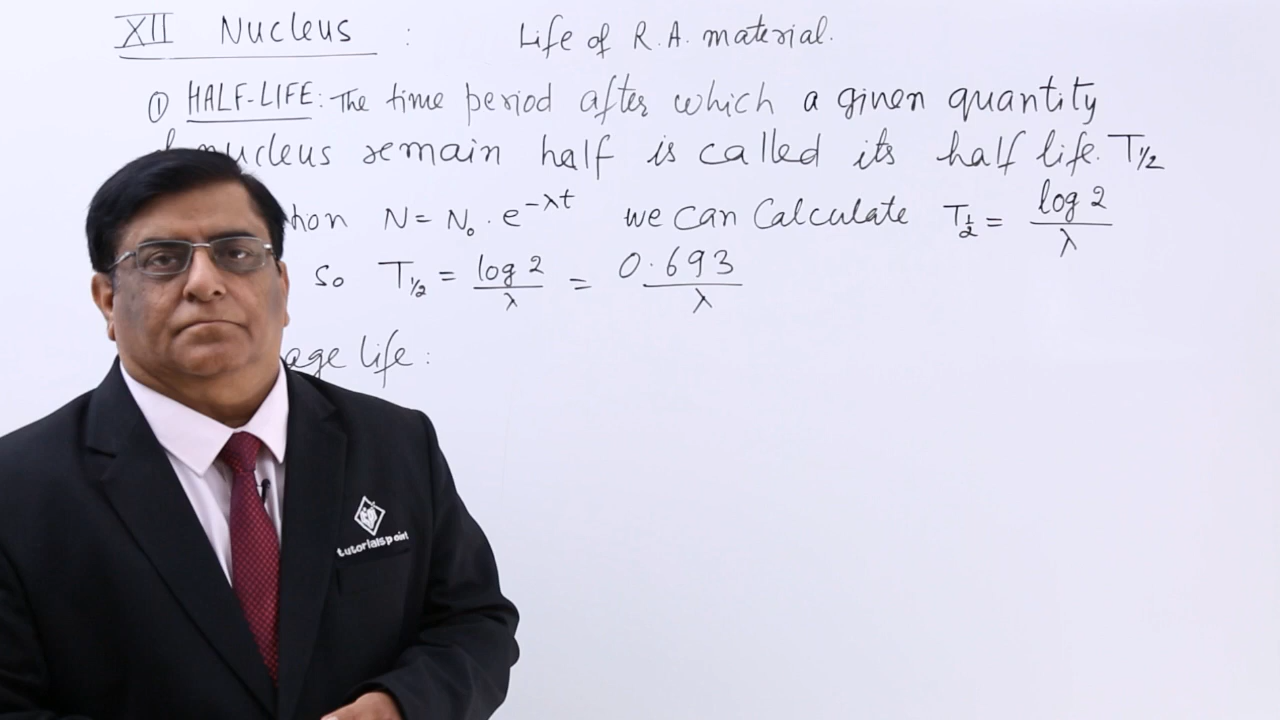 XII Nucleus : Life of R.A. material.
① HALF-LIFE: The time period after which a given quantity
nucleus remain half is called its half life. T1/2
N = N₀ · e^-λt we can Calculate T1/2 = log 2 / λ
So T1/2 = log 2 / λ = 0.693 / λ
age life:
tutorialspoint